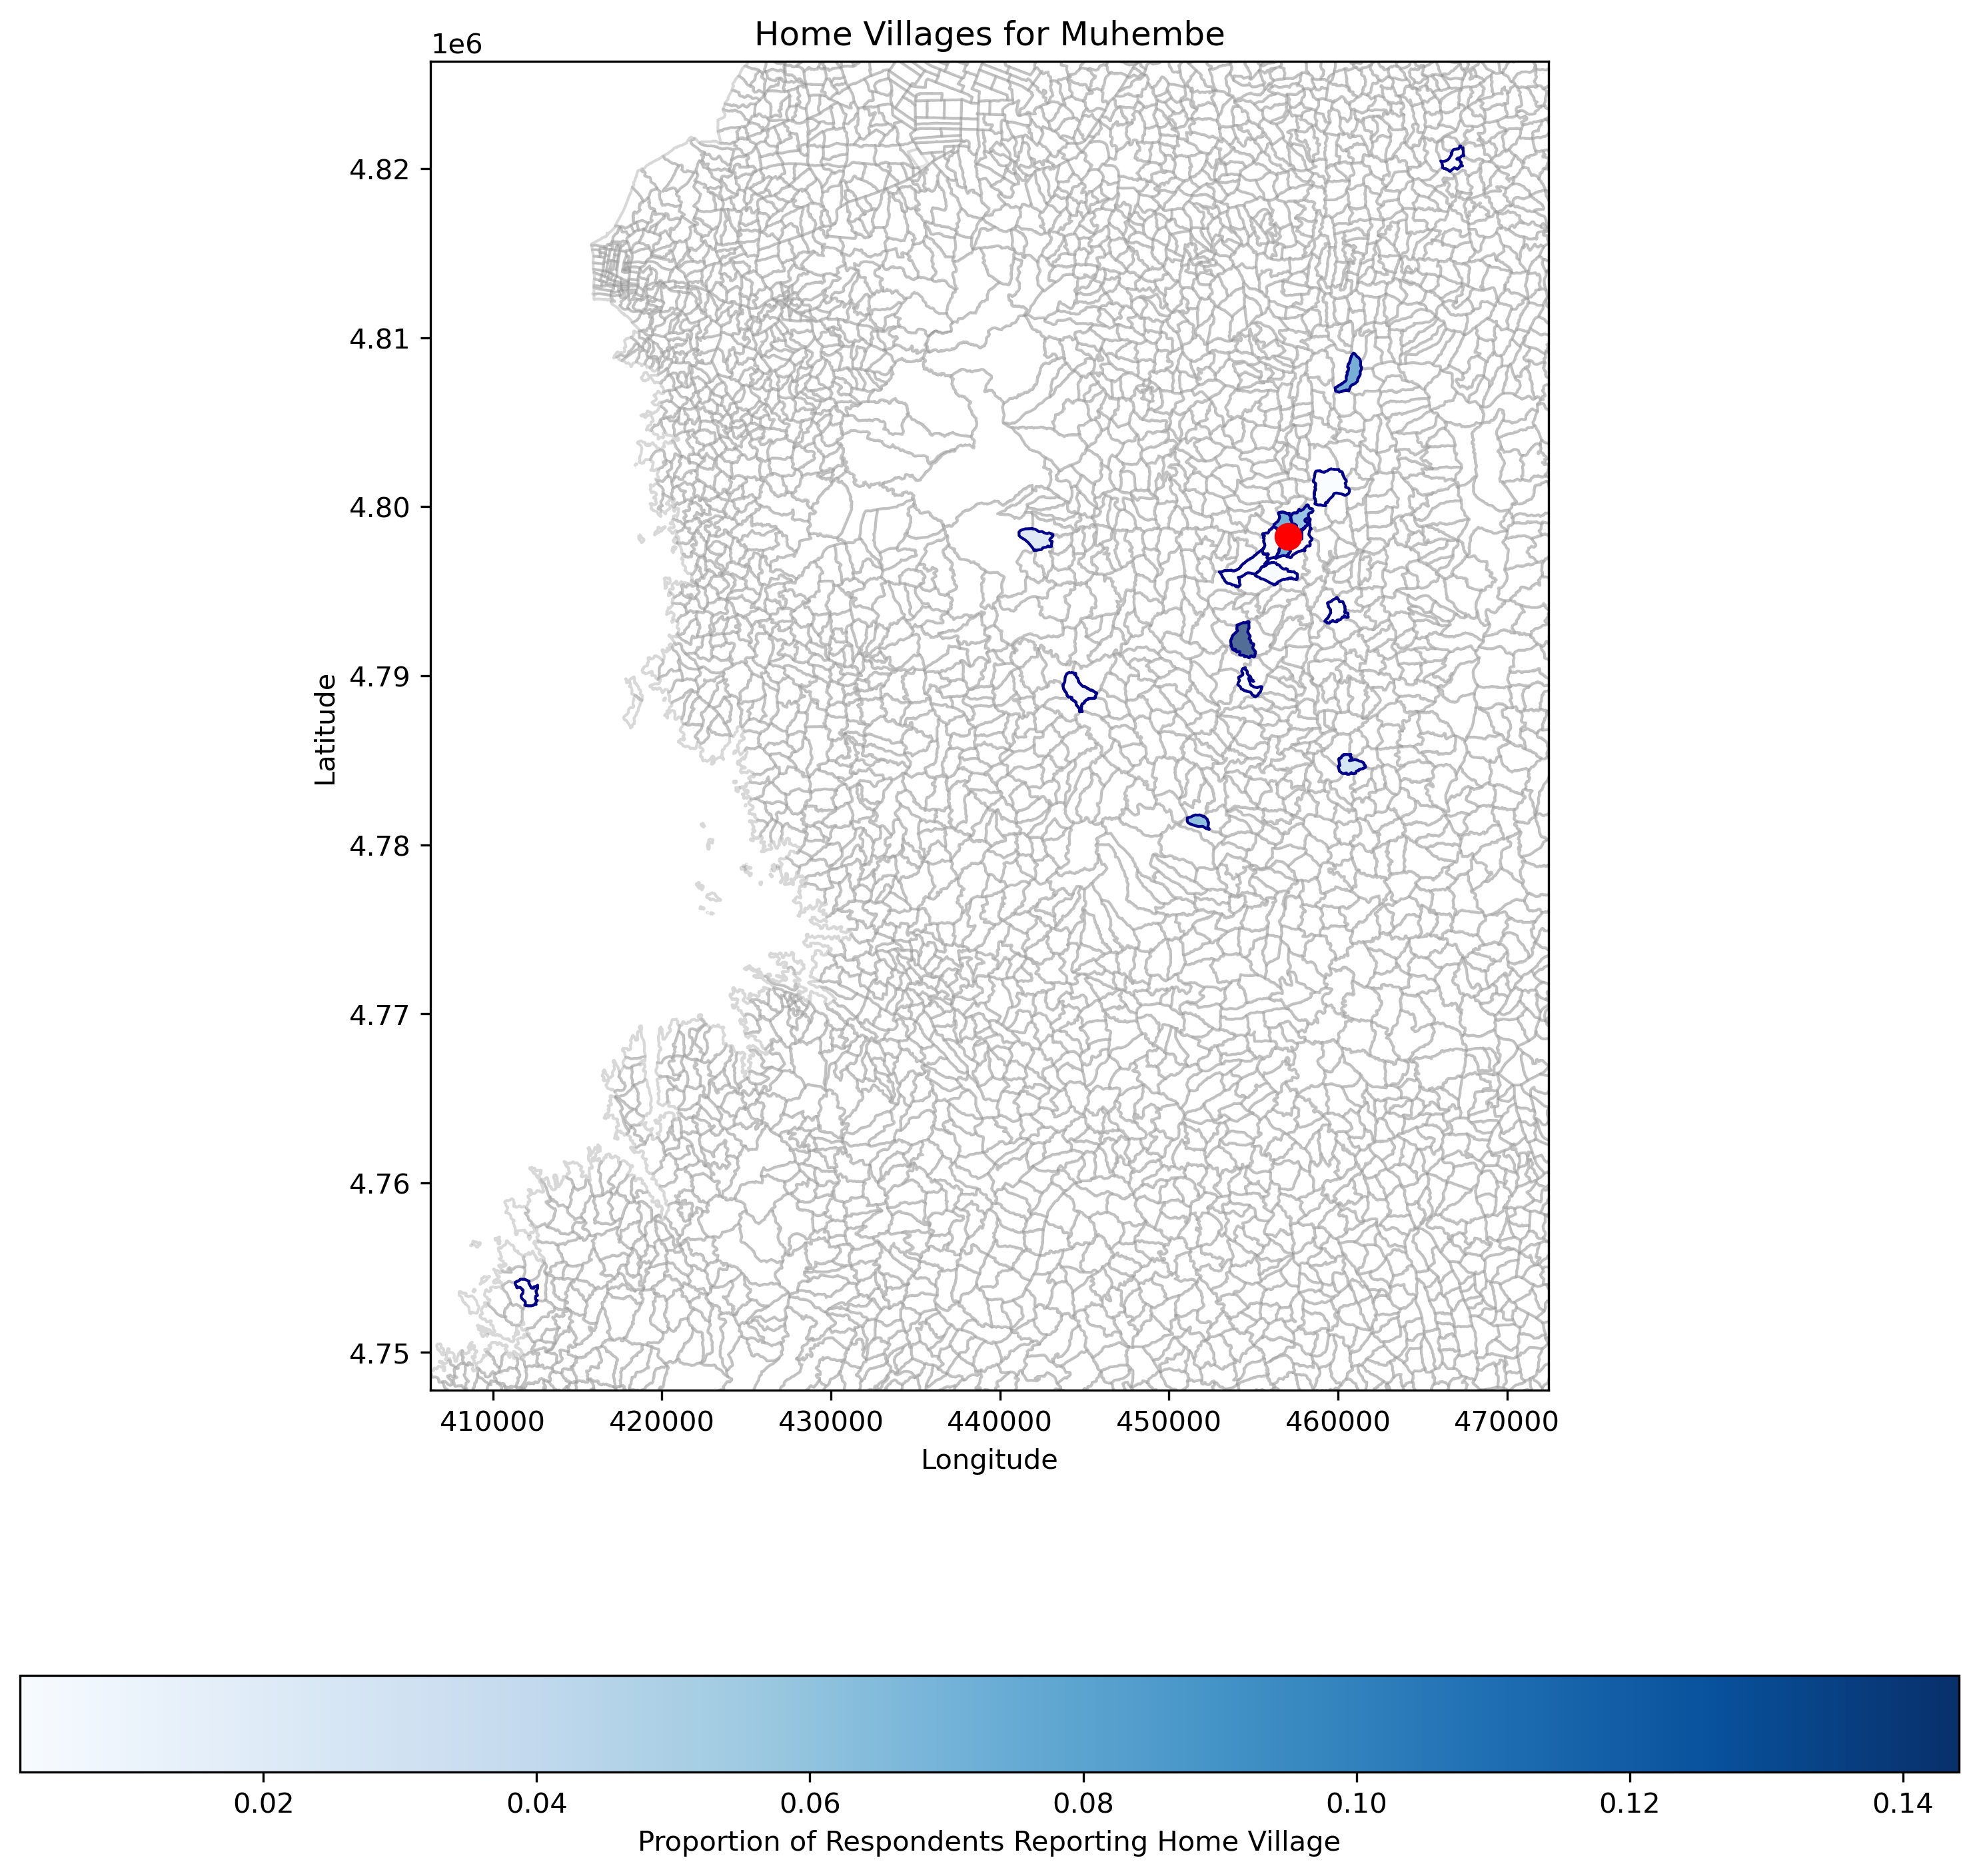 Home Villages for Muhembe
1e6
4.82
4.81
4.80
4.79
4.78
4.77
4.76
4.75
Latitude
410000 420000 430000 440000 450000 460000 470000
Longitude
0.02 0.04 0.06 0.08 0.10 0.12 0.14
Proportion of Respondents Reporting Home Village